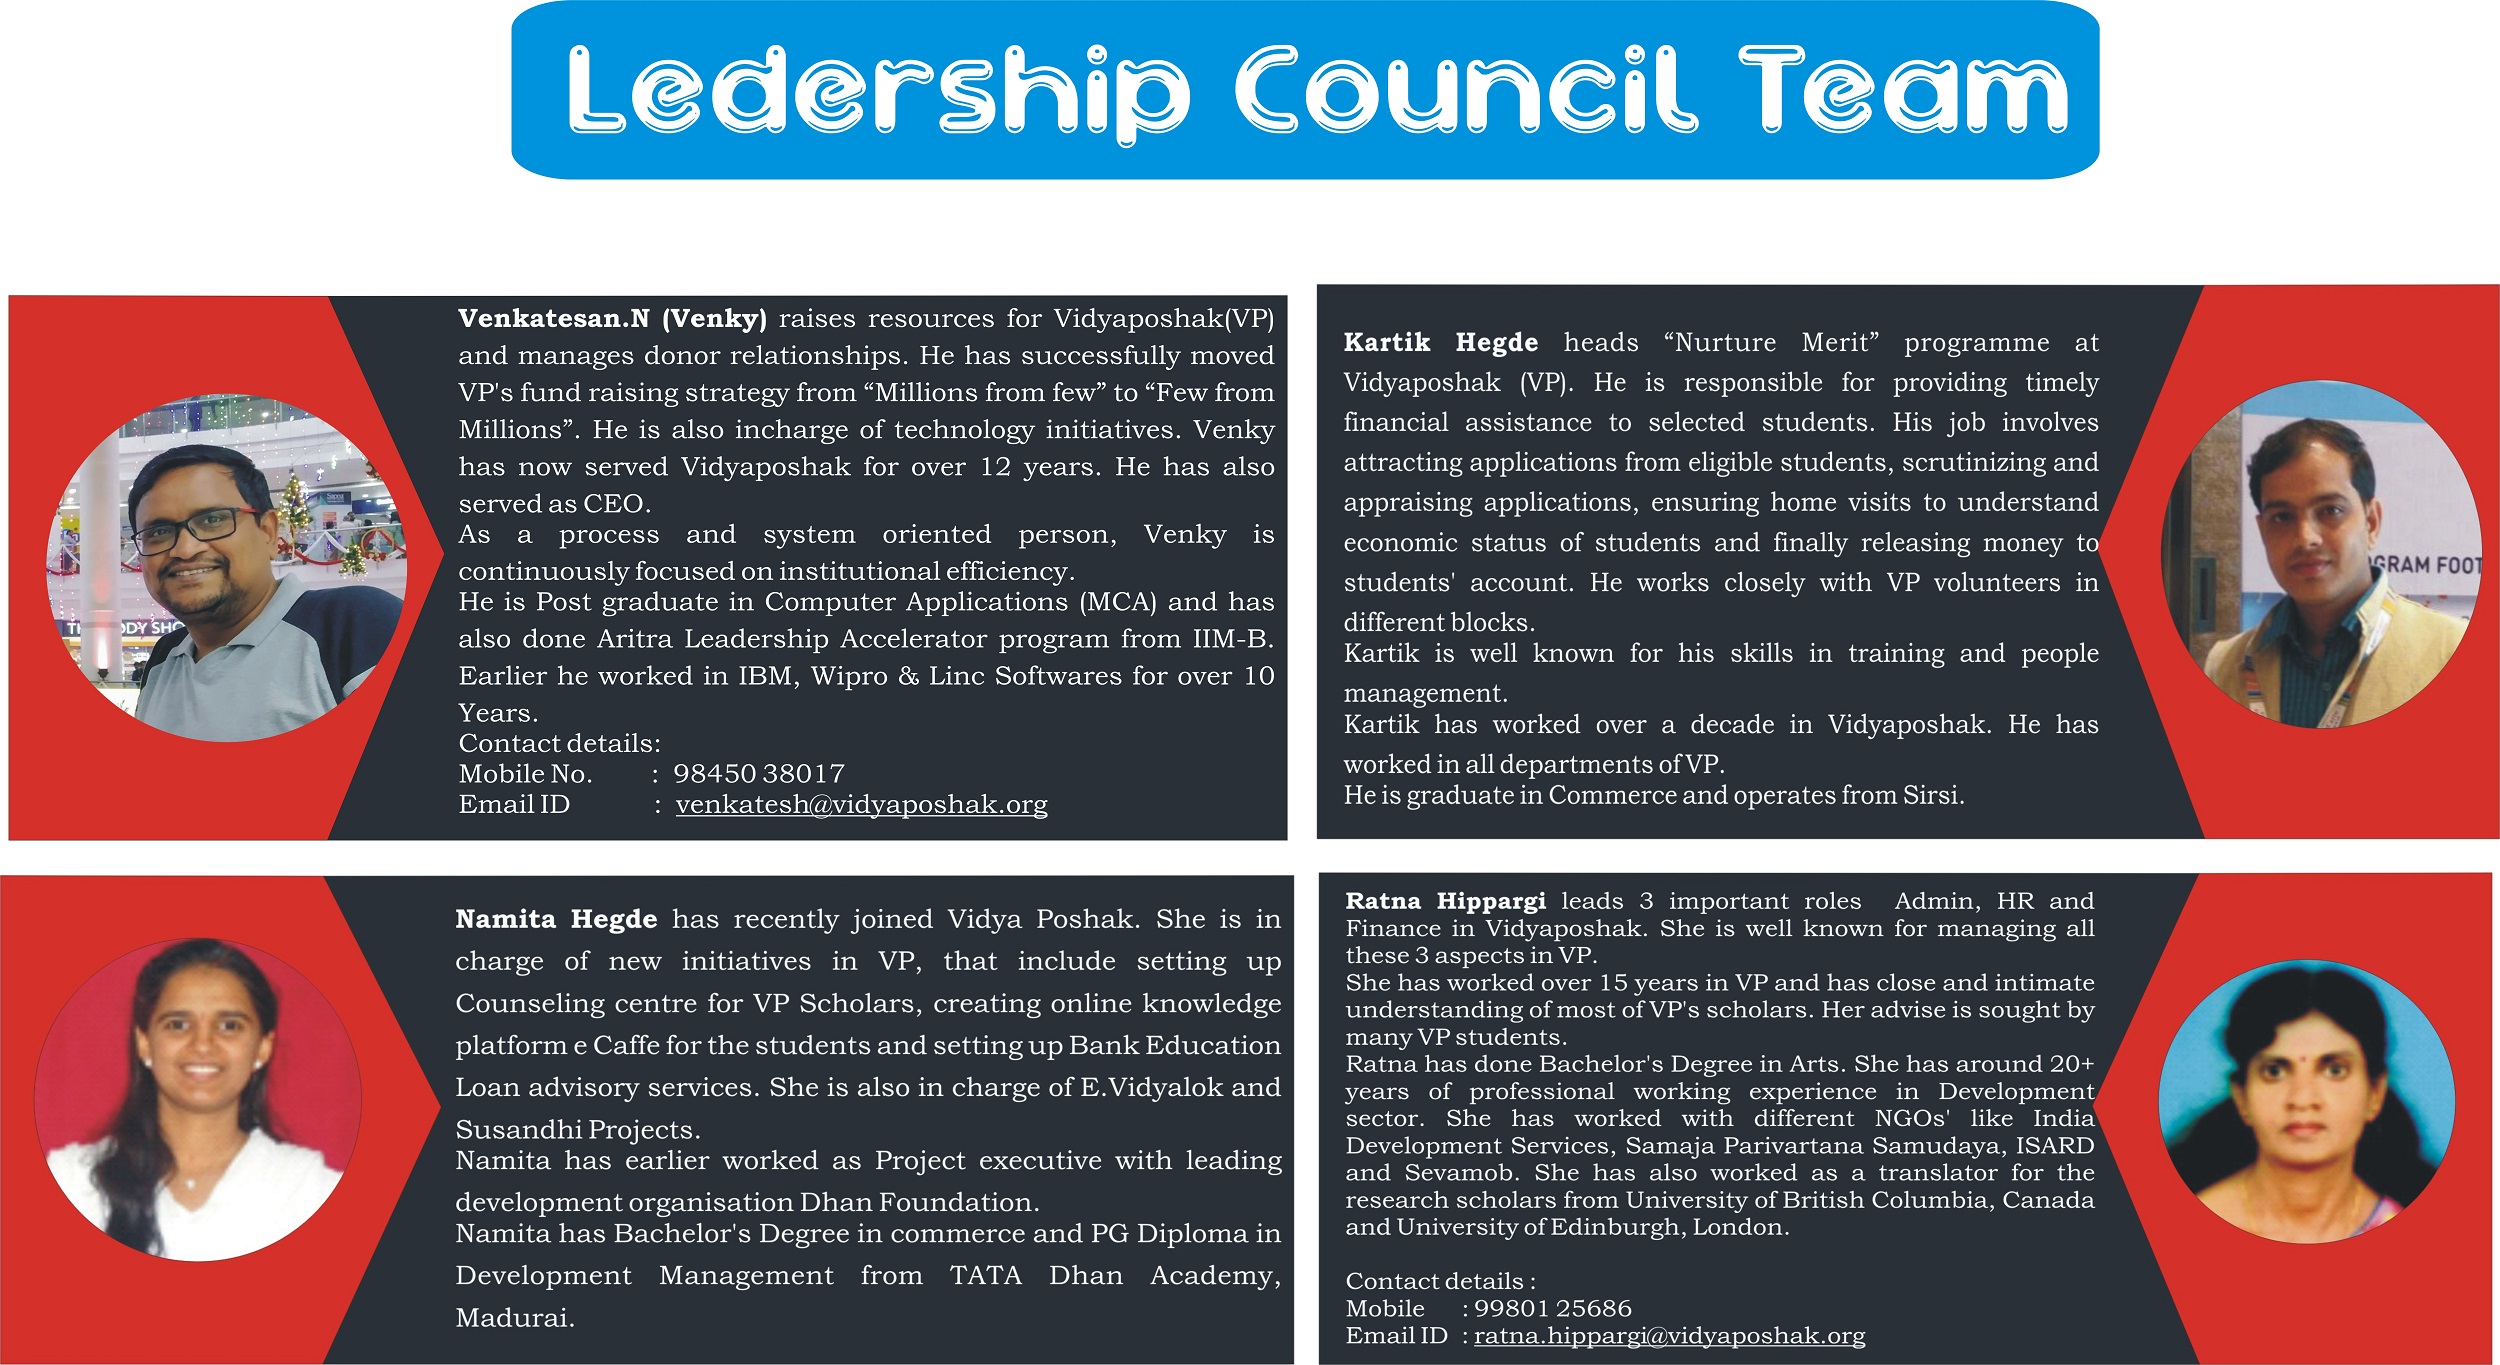 Ledership Council Team
Venkatesan.N (Venky) raises resources for Vidyaposhak(VP)
and manages donor relationships. He has successfully moved
VP's fund raising strategy from “Millions from few” to “Few from
Millions”. He is also incharge of technology initiatives. Venky
has now served Vidyaposhak for over 12 years. He has also
served as CEO.
As a process and system oriented person, Venky is
continuously focused on institutional efficiency.
He is Post graduate in Computer Applications (MCA) and has
also done Aritra Leadership Accelerator program from IIM-B.
Earlier he worked in IBM, Wipro & Linc Softwares for over 10
Years.
Contact details:
Mobile No. : 98450 38017
Email ID : venkatesh@vidyaposhak.org
Kartik Hegde heads “Nurture Merit” programme at
Vidyaposhak (VP). He is responsible for providing timely
financial assistance to selected students. His job involves
attracting applications from eligible students, scrutinizing and
appraising applications, ensuring home visits to understand
economic status of students and finally releasing money to
students' account. He works closely with VP volunteers in
different blocks.
Kartik is well known for his skills in training and people
management.
Kartik has worked over a decade in Vidyaposhak. He has
worked in all departments of VP.
He is graduate in Commerce and operates from Sirsi.
GRAM FOOT
Namita Hegde has recently joined Vidya Poshak. She is in
charge of new initiatives in VP, that include setting up
Counseling centre for VP Scholars, creating online knowledge
platform e Caffe for the students and setting up Bank Education
Loan advisory services. She is also in charge of E.Vidyalok and
Susandhi Projects.
Namita has earlier worked as Project executive with leading
development organisation Dhan Foundation.
Namita has Bachelor's Degree in commerce and PG Diploma in
Development Management from TATA Dhan Academy,
Madurai.
Ratna Hippargi leads 3 important roles Admin, HR and
Finance in Vidyaposhak. She is well known for managing all
these 3 aspects in VP.
She has worked over 15 years in VP and has close and intimate
understanding of most of VP's scholars. Her advise is sought by
many VP students.
Ratna has done Bachelor's Degree in Arts. She has around 20+
years of professional working experience in Development
sector. She has worked with different NGOs' like India
Development Services, Samaja Parivartana Samudaya, ISARD
and Sevamob. She has also worked as a translator for the
research scholars from University of British Columbia, Canada
and University of Edinburgh, London.
Contact details :
Mobile : 99801 25686
Email ID : ratna.hippargi@vidyaposhak.org